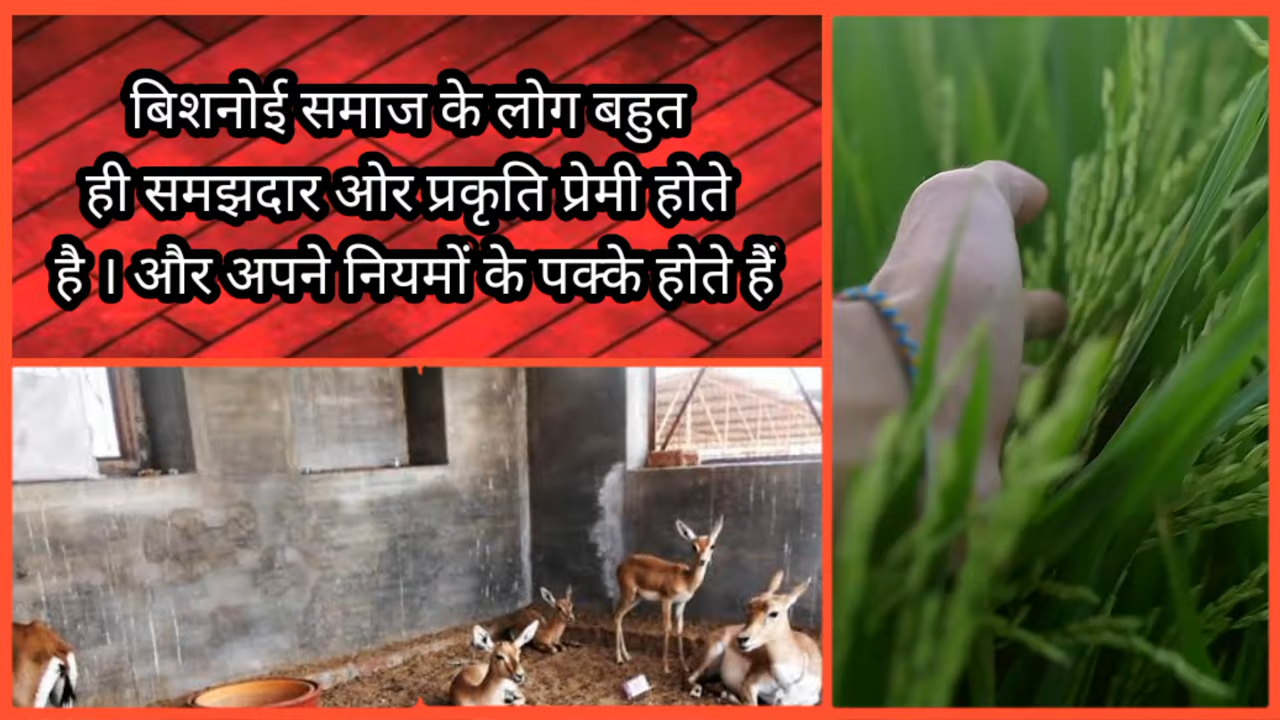 बिशनोई समाज के लोग बहुत
ही समझदार ओर प्रकृति प्रेमी होते
है । और अपने नियमों के पक्के होते हैं